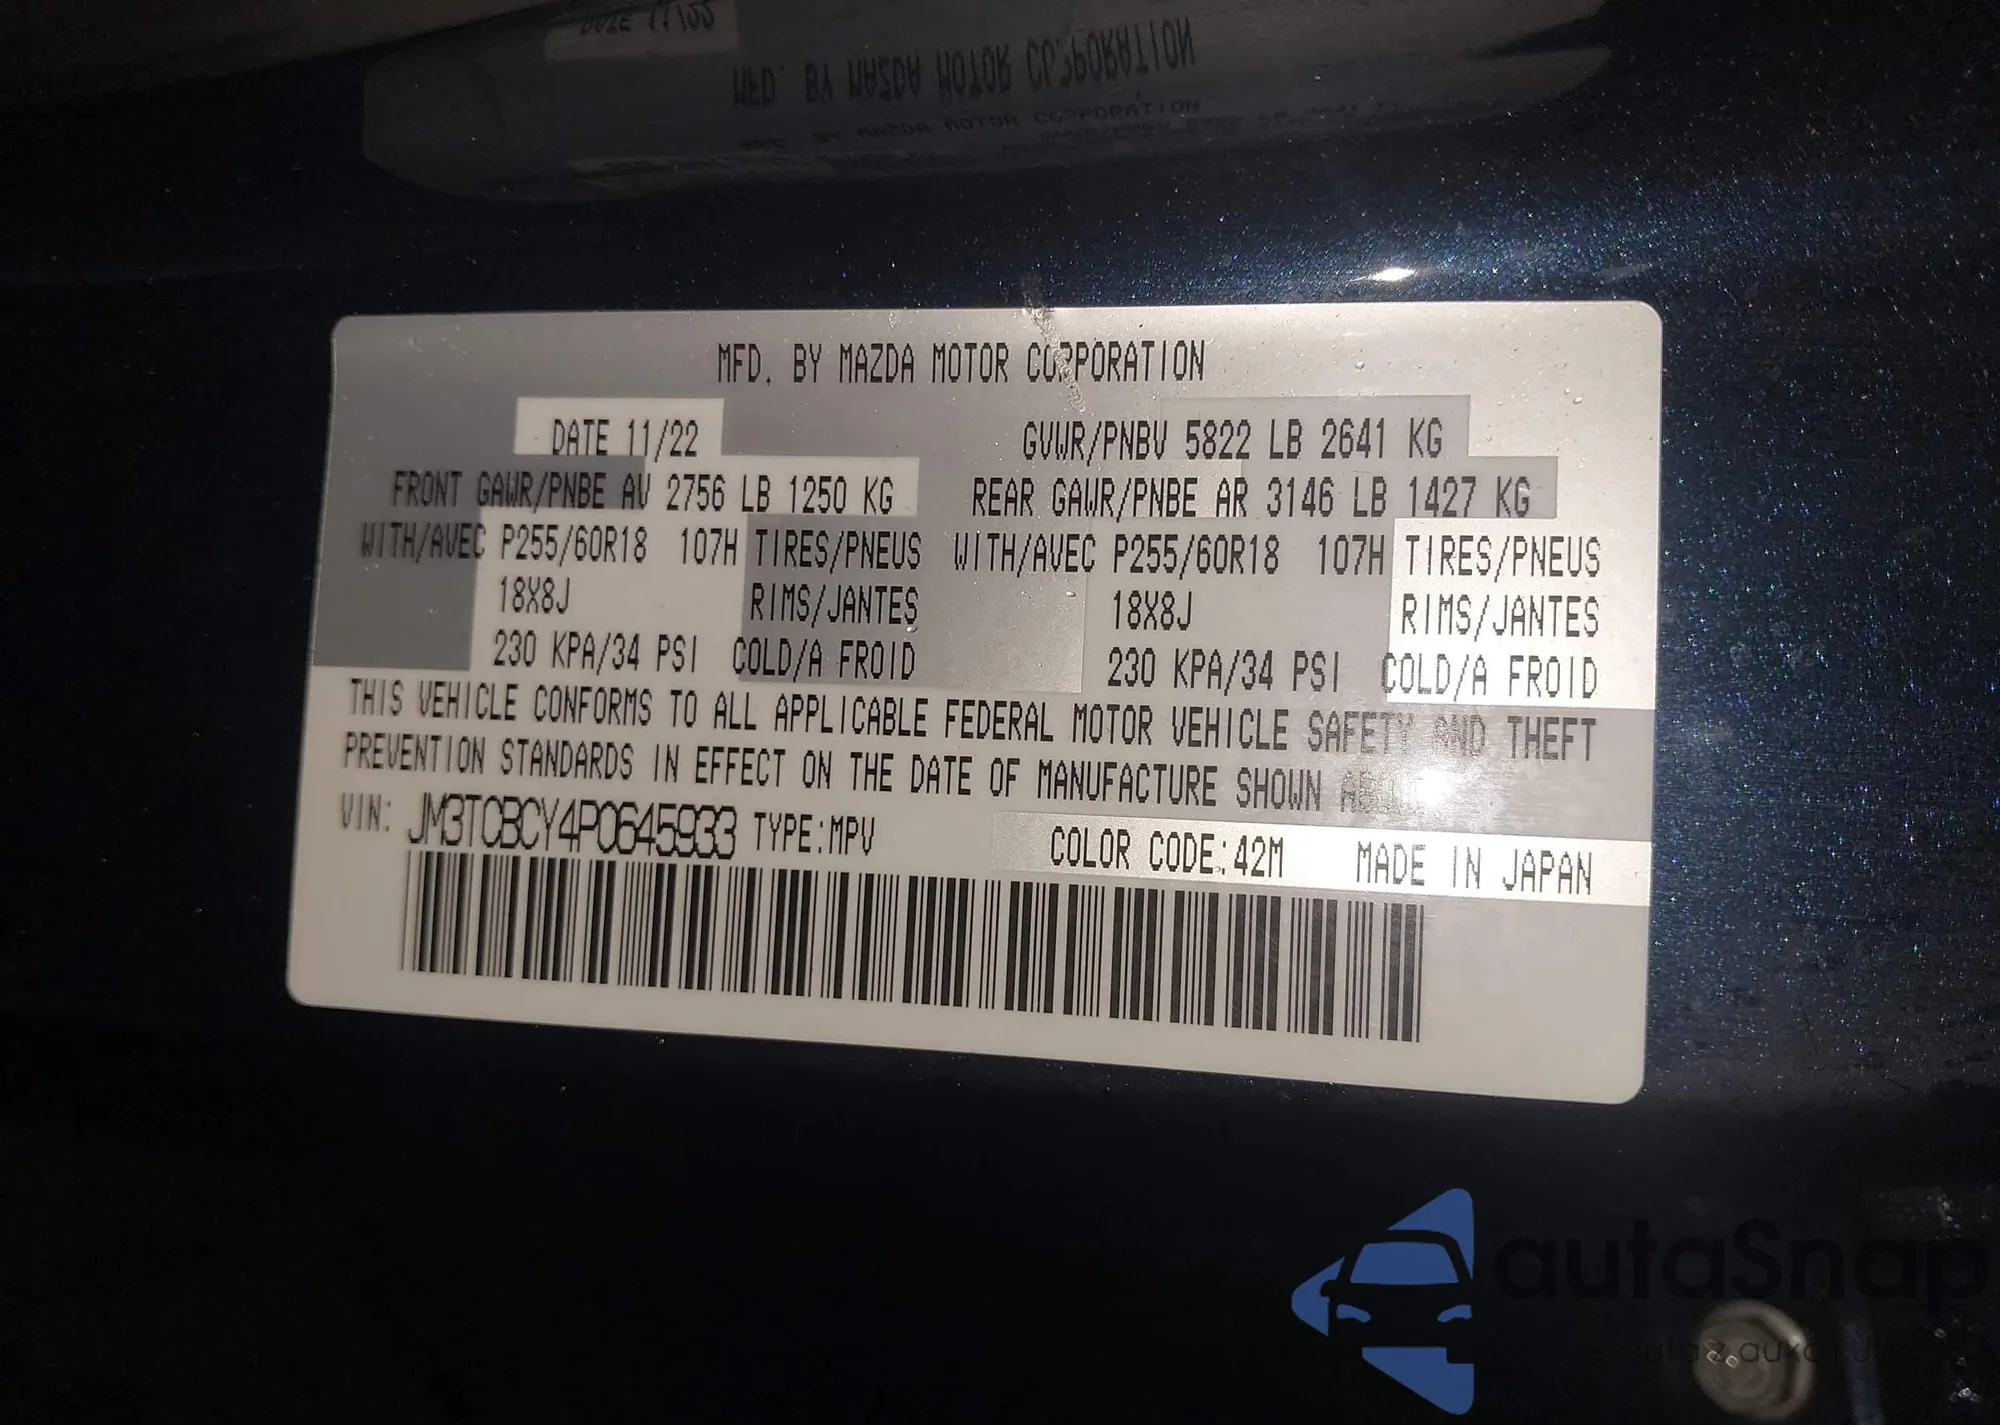 MFD. BY MAZDA MOTOR CORPORATION
DATE 11/22 GVWR/PNBV 5822 LB 2641 KG
FRONT GAWR/PNBE AV 2756 LB 1250 KG REAR GAWR/PNBE AR 3146 LB 1427 KG
WITH/AVEC P255/60R18 107H TIRES/PNEUS WITH/AVEC P255/60R18 107H TIRES/PNEUS
18X8J RIMS/JANTES 18X8J RIMS/JANTES
230 KPA/34 PSI COLD/A FROID 230 KPA/34 PSI COLD/A FROID
THIS VEHICLE CONFORMS TO ALL APPLICABLE FEDERAL MOTOR VEHICLE SAFETY AND THEFT
PREVENTION STANDARDS IN EFFECT ON THE DATE OF MANUFACTURE SHOWN ABOVE
VIN: JM3TCBCY4P0645933 TYPE:MPV COLOR CODE:42M MADE IN JAPAN
autaSnap